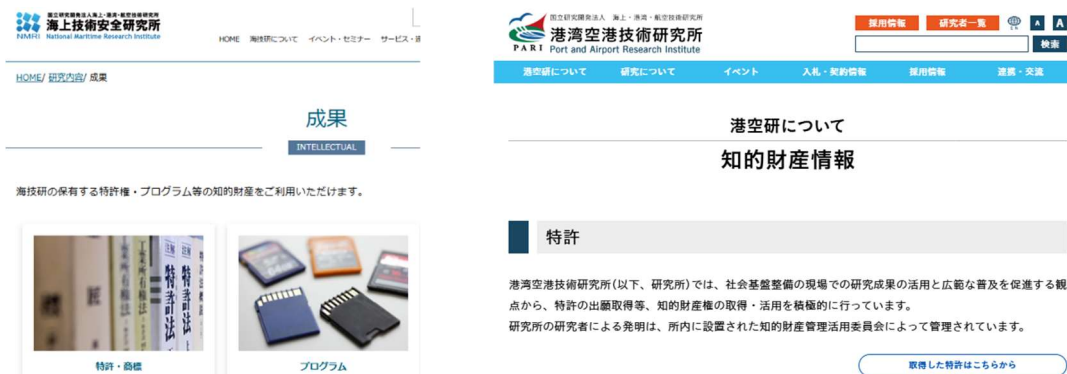 国立研究開発法人海上・港湾・航空技術研究所
海上技術安全研究所
NMRI National Maritime Research Institute
HOME 海技研について イベント・セミナー サービス・
HOME/ 研究内容/ 成果
成果
INTELLECTUAL
海技研の保有する特許権・プログラム等の知的財産をご利用いただけます。
工業所有権法
特許法
特許法
特許・商標
プログラム
国立研究開発法人 海上・港湾・航空技術研究所
港湾空港技術研究所
PARI Port and Airport Research Institute
採用情報 研究者一覧 A A
検索
港空研について 研究について イベント 入札・契約情報 採用情報 連携・交流
港空研について
知的財産情報
特許
港湾空港技術研究所(以下、研究所)では、社会基盤整備の現場での研究成果の活用と広範な普及を促進する観
点から、特許の出願取得等、知的財産権の取得・活用を積極的に行っています。
研究所の研究者による発明は、所内に設置された知的財産管理活用委員会によって管理されています。
取得した特許はこちらから